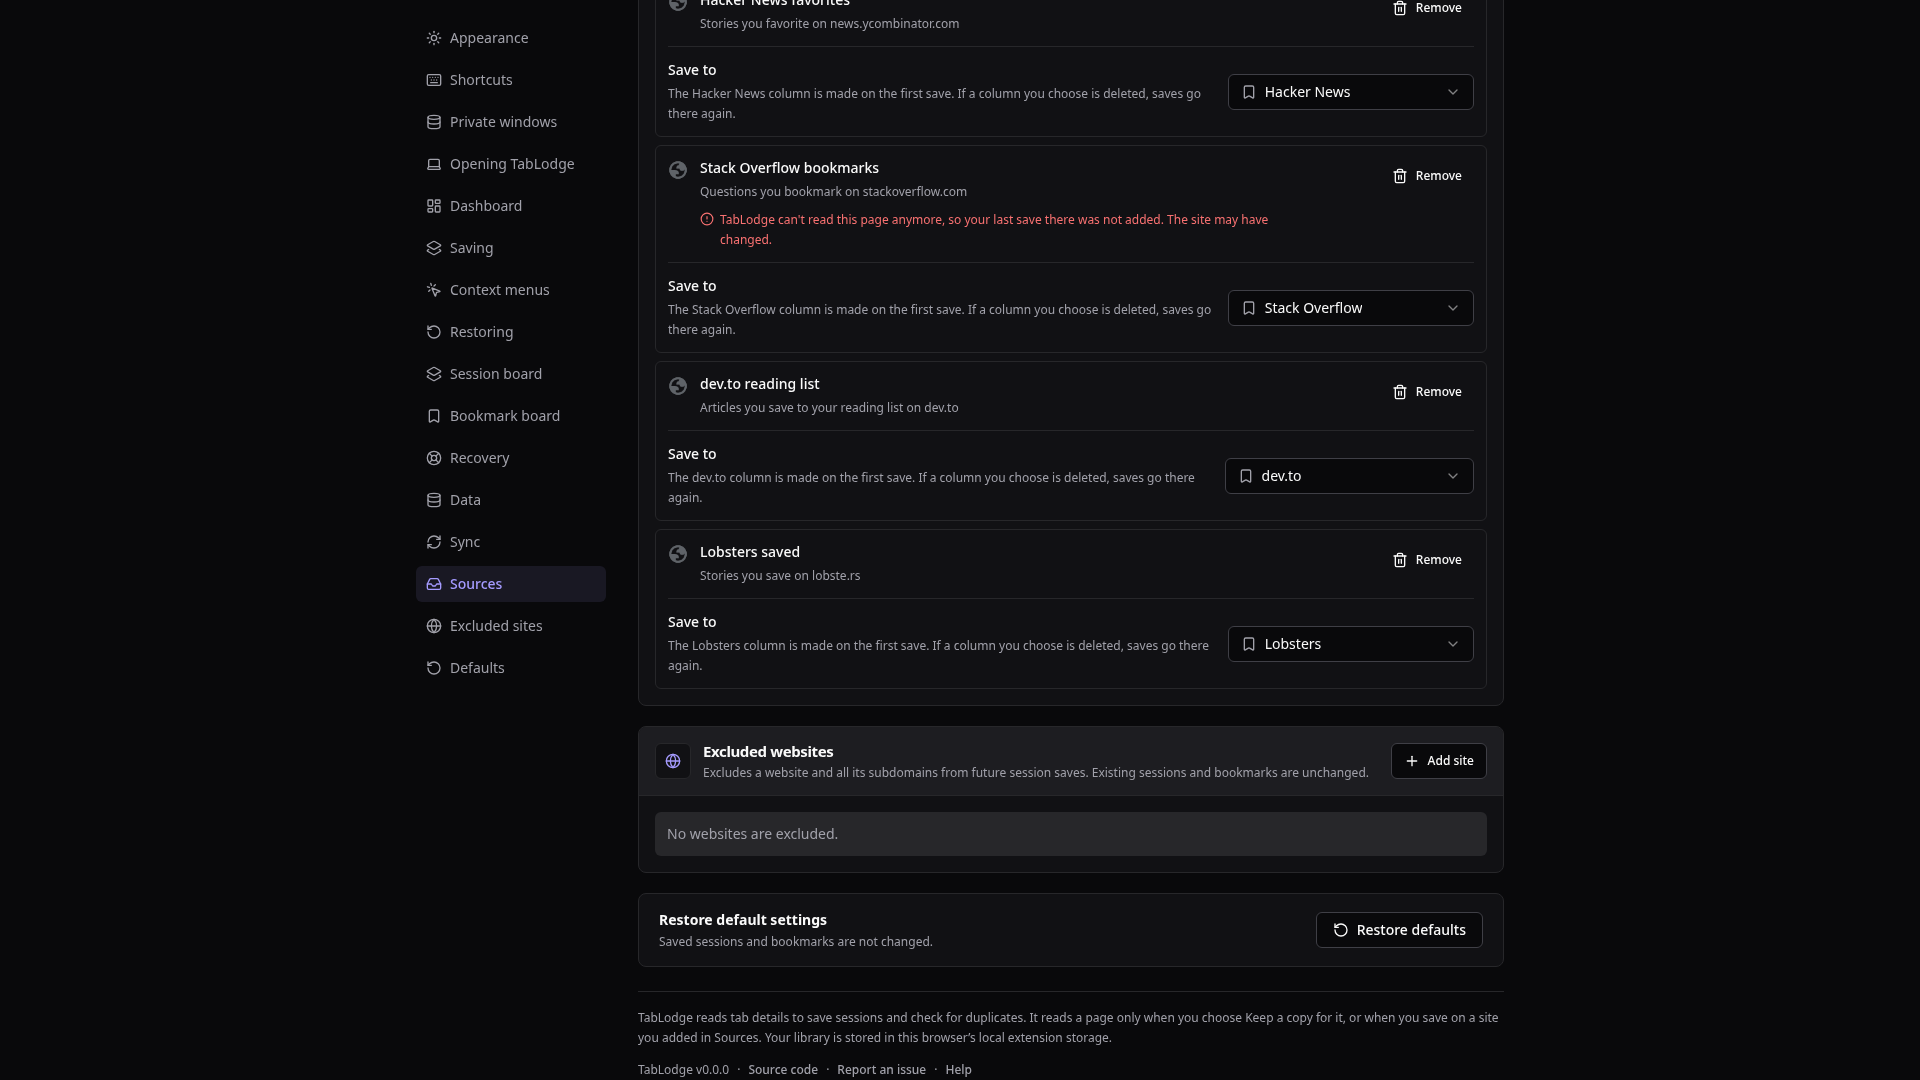 Appearance
Shortcuts
Private windows
Opening TabLodge
Dashboard
Saving
Context menus
Restoring
Session board
Bookmark board
Recovery
Data
Sync
Sources
Excluded sites
Defaults
Hacker News favorites
Stories you favorite on news.ycombinator.com
Remove
Save to
The Hacker News column is made on the first save. If a column you choose is deleted, saves go
there again.
Hacker News
Stack Overflow bookmarks
Questions you bookmark on stackoverflow.com
Remove
TabLodge can't read this page anymore, so your last save there was not added. The site may have
changed.
Save to
The Stack Overflow column is made on the first save. If a column you choose is deleted, saves go
there again.
Stack Overflow
dev.to reading list
Articles you save to your reading list on dev.to
Remove
Save to
The dev.to column is made on the first save. If a column you choose is deleted, saves go there
again.
dev.to
Lobsters saved
Stories you save on lobste.rs
Remove
Save to
The Lobsters column is made on the first save. If a column you choose is deleted, saves go there
again.
Lobsters
Excluded websites
Excludes a website and all its subdomains from future session saves. Existing sessions and bookmarks are unchanged.
Add site
No websites are excluded.
Restore default settings
Saved sessions and bookmarks are not changed.
Restore defaults
TabLodge reads tab details to save sessions and check for duplicates. It reads a page only when you choose Keep a copy for it, or when you save on a site
you added in Sources. Your library is stored in this browser’s local extension storage.
TabLodge v0.0.0 · Source code · Report an issue · Help